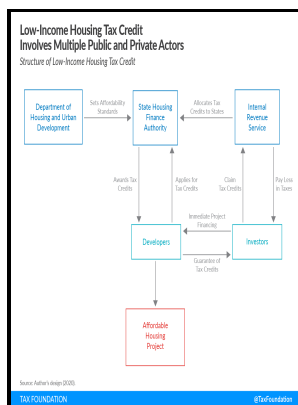 Low-Income Housing Tax Credit
Involves Multiple Public and Private Actors
Structure of Low-Income Housing Tax Credit
Department of
Housing and Urban
Development
Sets Affordability
Standards
State Housing
Finance
Authority
Allocates Tax
Credits to States
Internal
Revenue
Service
Awards Tax
Credits
Applies for
Tax Credits
Claim
Tax Credits
Pay Less
in Taxes
Immediate Project
Financing
Developers
Investors
Guarantee of
Tax Credits
Affordable
Housing
Project
Source: Author's design (2020).
TAX FOUNDATION
@TaxFoundation